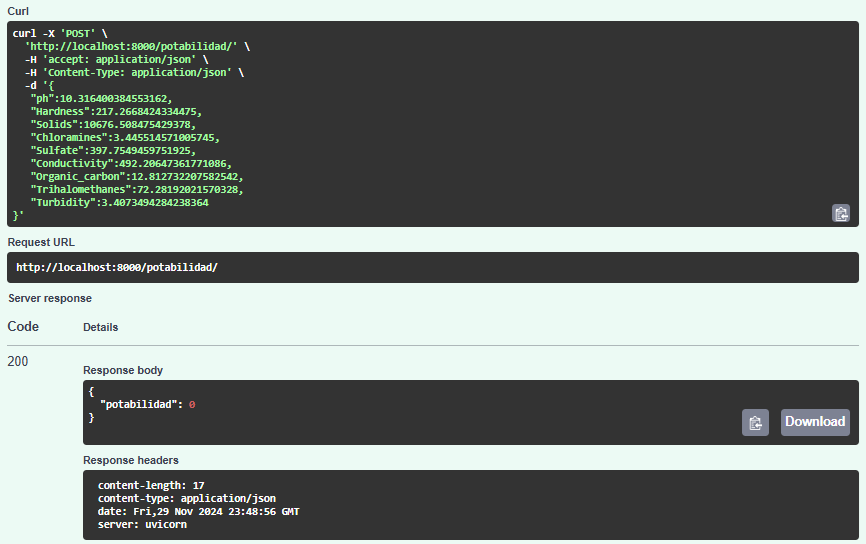 Curl
curl -X 'POST' \
'http://localhost:8000/potabilidad/' \
-H 'accept: application/json' \
-H 'Content-Type: application/json' \
-d '{
"ph":10.316400384553162,
"Hardness":217.2668424334475,
"Solids":10676.508475429378,
"Chloramines":3.445514571005745,
"Sulfate":397.7549459751925,
"Conductivity":492.20647361771086,
"Organic_carbon":12.812732207582542,
"Trihalomethanes":72.28192021570328,
"Turbidity":3.4073494284238364
}'
Request URL
http://localhost:8000/potabilidad/
Server response
Code Details
200
Response body
{
"potabilidad": 0
}
Download
Response headers
content-length: 17
content-type: application/json
date: Fri,29 Nov 2024 23:48:56 GMT
server: uvicorn